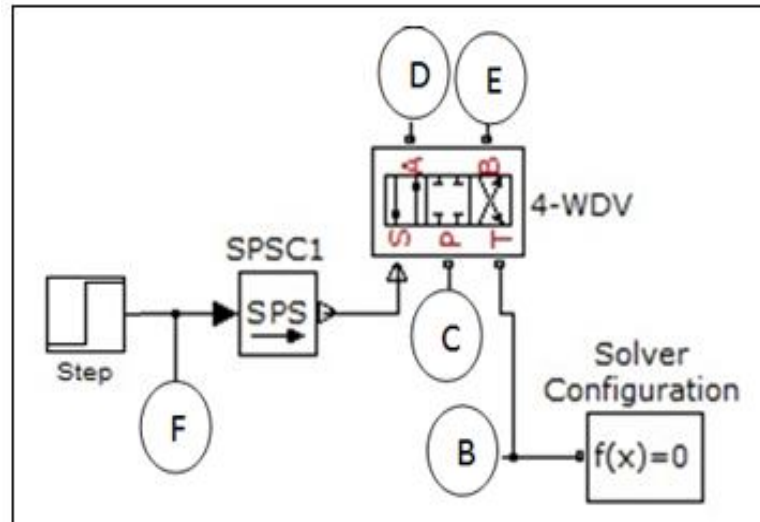 D
E
A
B
4-WDV
S
P
T
SPSC1
SPS
Step
C
F
Solver
Configuration
B
f(x)=0